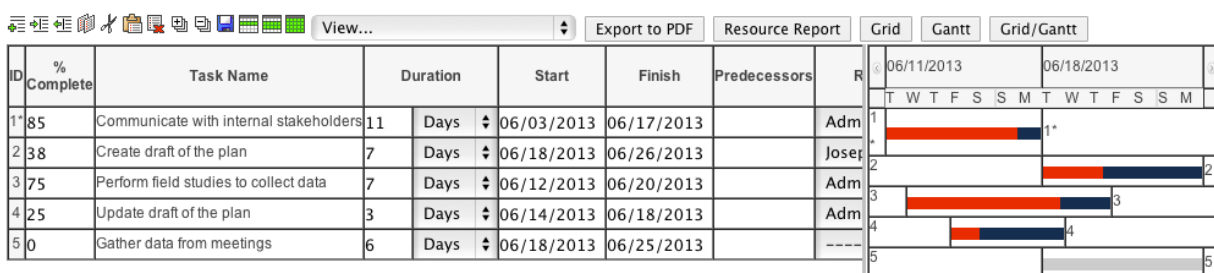 View... Export to PDF Resource Report Grid Gantt Grid/Gantt
ID % Complete Task Name Duration Start Finish Predecessors R 06/11/2013 06/18/2013
T W T F S S M T W T F S S M
1* 85 Communicate with internal stakeholders 11 Days 06/03/2013 06/17/2013 Adm 1 * 1*
2 38 Create draft of the plan 7 Days 06/18/2013 06/26/2013 Josep 2 2
3 75 Perform field studies to collect data 7 Days 06/12/2013 06/20/2013 Adm 3 3
4 25 Update draft of the plan 3 Days 06/14/2013 06/18/2013 Adm 4 4
5 0 Gather data from meetings 6 Days 06/18/2013 06/25/2013 ---- 5 5